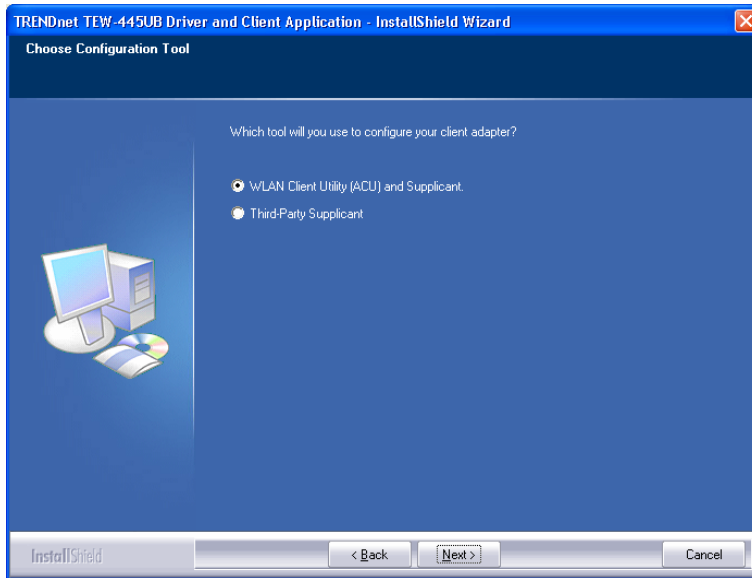 TRENDnet TEW-445UB Driver and Client Application - InstallShield Wizard
Choose Configuration Tool
Which tool will you use to configure your client adapter?
WLAN Client Utility (ACU) and Supplicant.
Third-Party Supplicant
InstallShield
< Back
Next >
Cancel